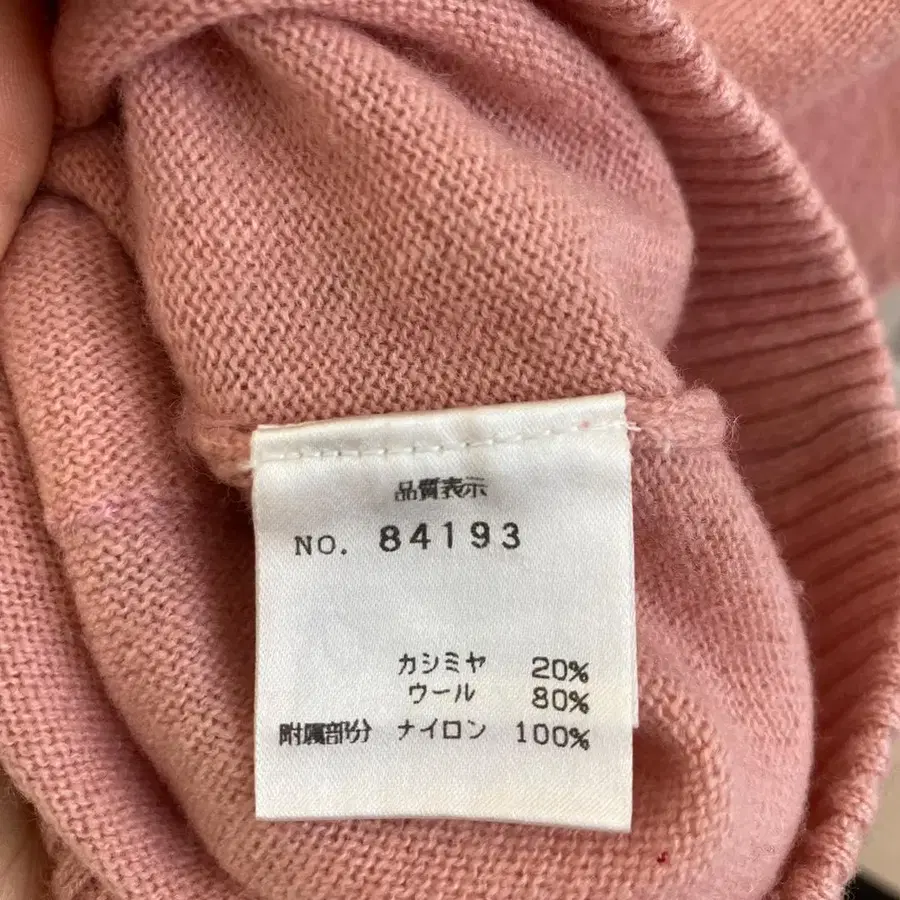 品質表示
NO. 84193
カシミヤ 20%
ウール 80%
附属部分 ナイロン 100%